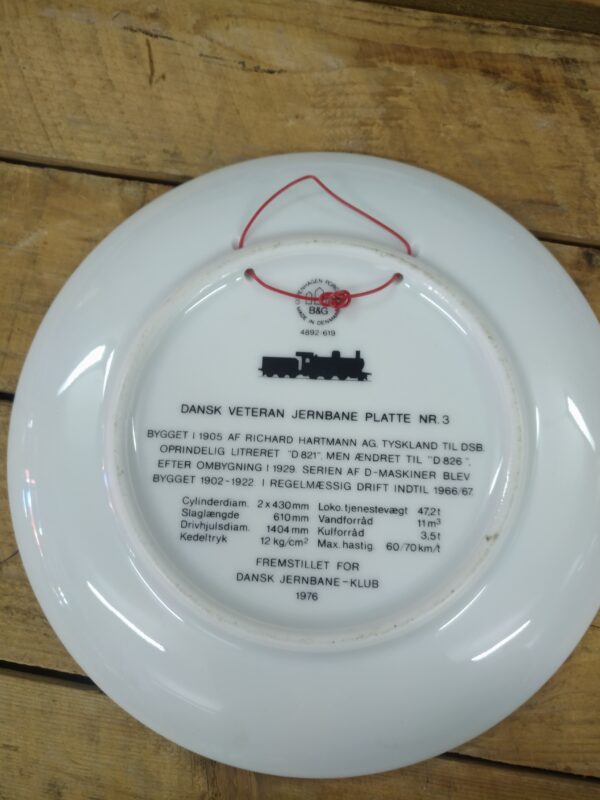 COPENHAGEN PORCELAIN
B&G
MADE IN DENMARK
4892-619
DANSK VETERAN JERNBANE PLATTE NR. 3
BYGGET I 1905 AF RICHARD HARTMANN AG. TYSKLAND TIL DSB.
OPRINDELIG LITRERET "D 821", MEN ÆNDRET TIL "D 826",
EFTER OMBYGNING I 1929. SERIEN AF D-MASKINER BLEV
BYGGET 1902-1922. I REGELMÆSSIG DRIFT INDTIL 1966/67.
Cylinderdiam. 2 x 430 mm Loko. tjenestevægt 47,2 t
Slaglængde 610 mm Vandforråd 11 m³
Drivhjulsdiam. 1404 mm Kulforråd 3,5 t
Kedeltryk 12 kg/cm² Max. hastig. 60/70 km/t
FREMSTILLET FOR
DANSK JERNBANE-KLUB
1976